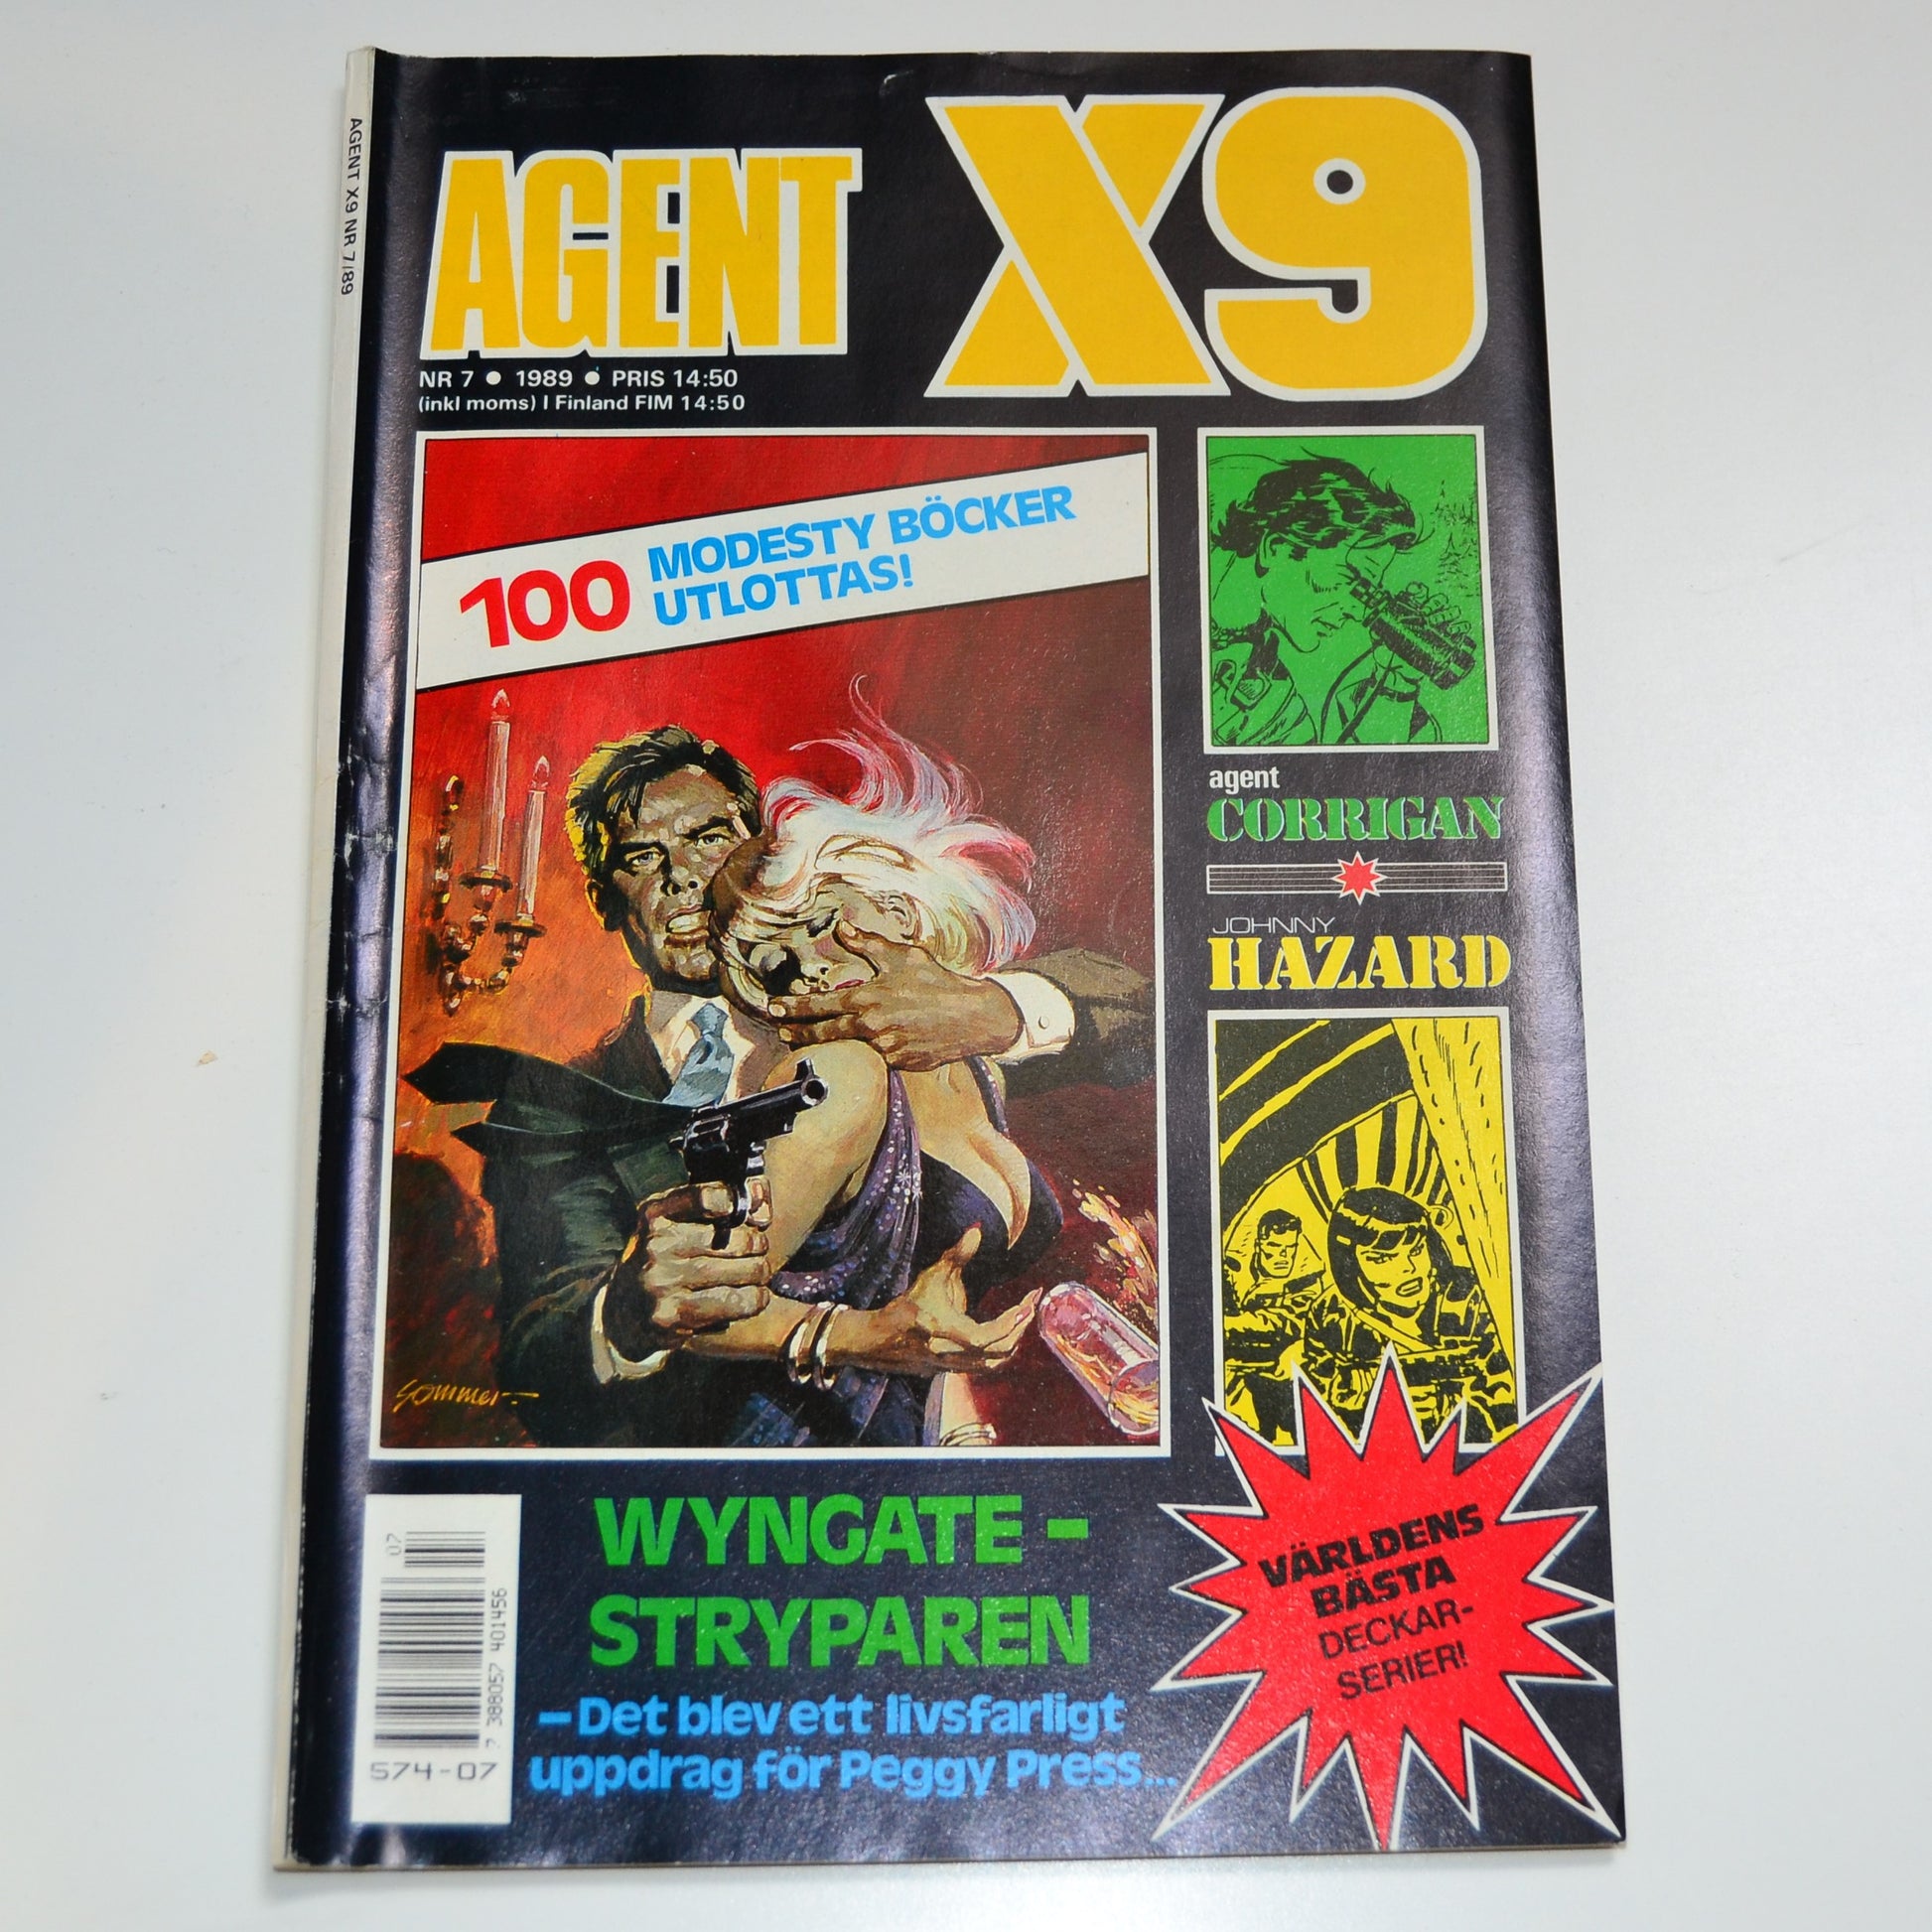 AGENT X9 NR 7/89
AGENT X9
NR 7 ● 1989 ● PRIS 14:50
(inkl moms) I Finland FIM 14:50
100 MODESTY BÖCKER
UTLOTTAS!
agent
CORRIGAN
JOHNNY
HAZARD
Sommer
WYNGATE -
STRYPAREN
– Det blev ett livsfarligt
uppdrag för Peggy Press...
VÄRLDENS
BÄSTA
DECKAR-
SERIER!
07
7 388057 401456
574-07